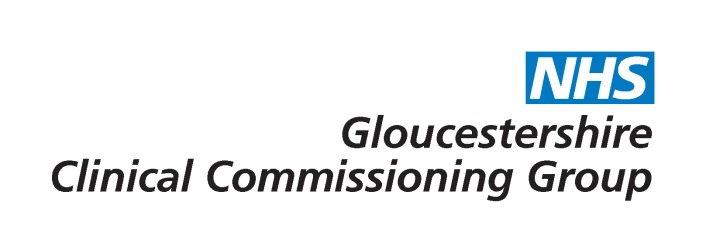 NHS
Gloucestershire
Clinical Commissioning Group